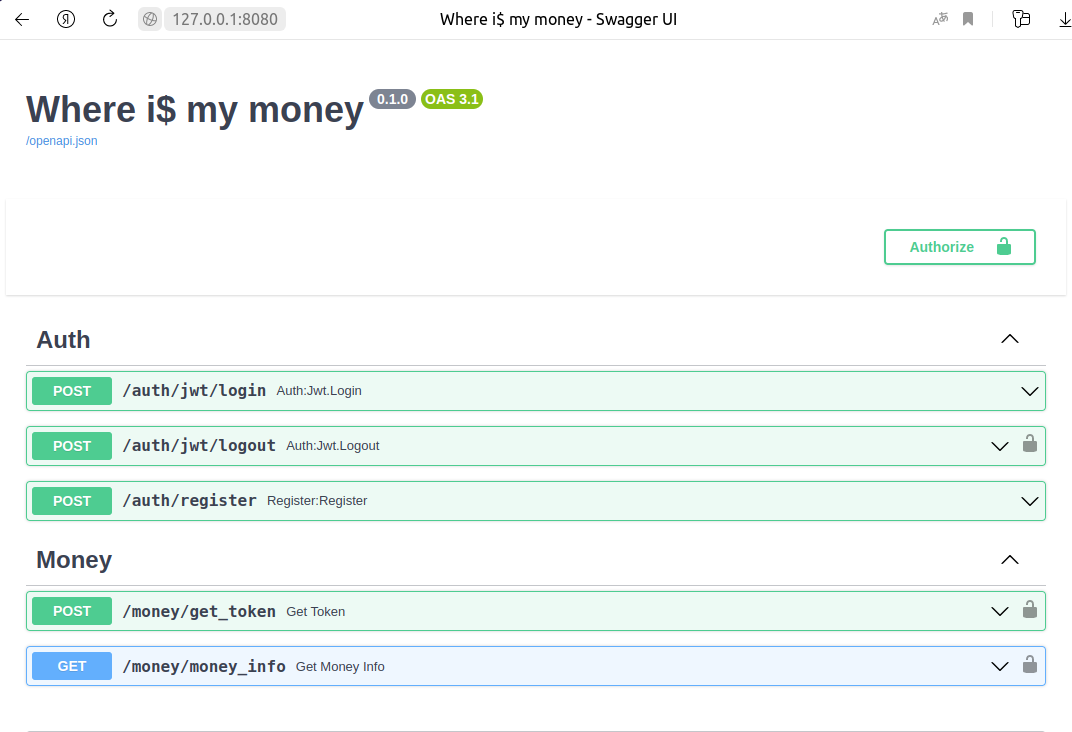 Я 127.0.0.1:8080 Where i$ my money - Swagger UI
Where i$ my money 0.1.0 OAS 3.1
/openapi.json
Authorize
Auth
POST /auth/jwt/login Auth:Jwt.Login
POST /auth/jwt/logout Auth:Jwt.Logout
POST /auth/register Register:Register
Money
POST /money/get_token Get Token
GET /money/money_info Get Money Info